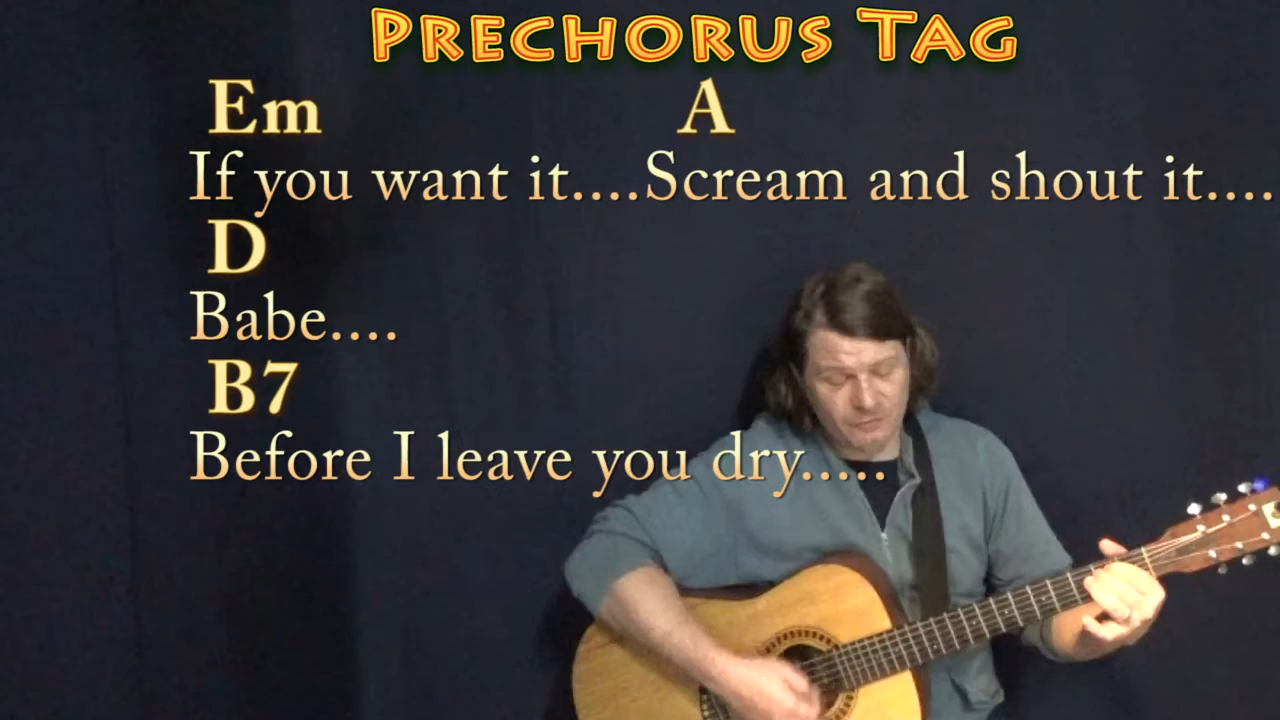 PRECHORUS TAG
Em A
If you want it....Scream and shout it....
D
Babe....
B7
Before I leave you dry.....